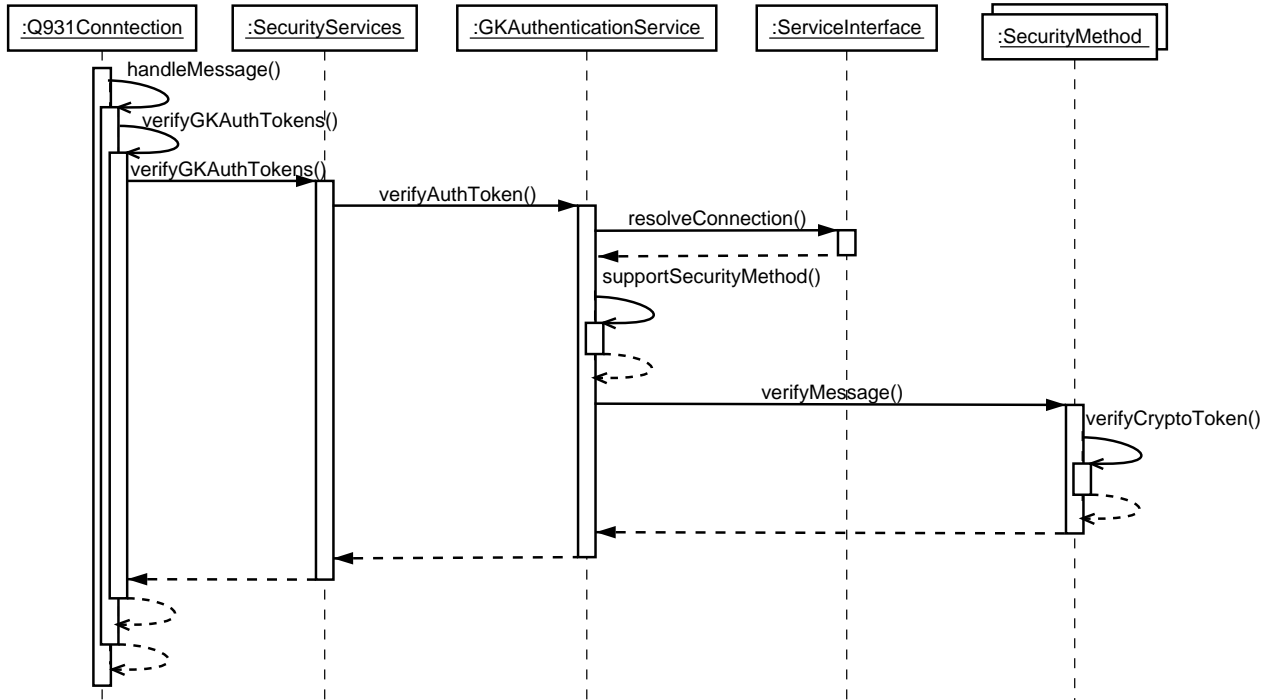 :Q931Conntection
:SecurityServices
:GKAuthenticationService
:ServiceInterface
:SecurityMethod
handleMessage()
verifyGKAuthTokens()
verifyGKAuthTokens()
verifyAuthToken()
resolveConnection()
supportSecurityMethod()
verifyMessage()
verifyCryptoToken()